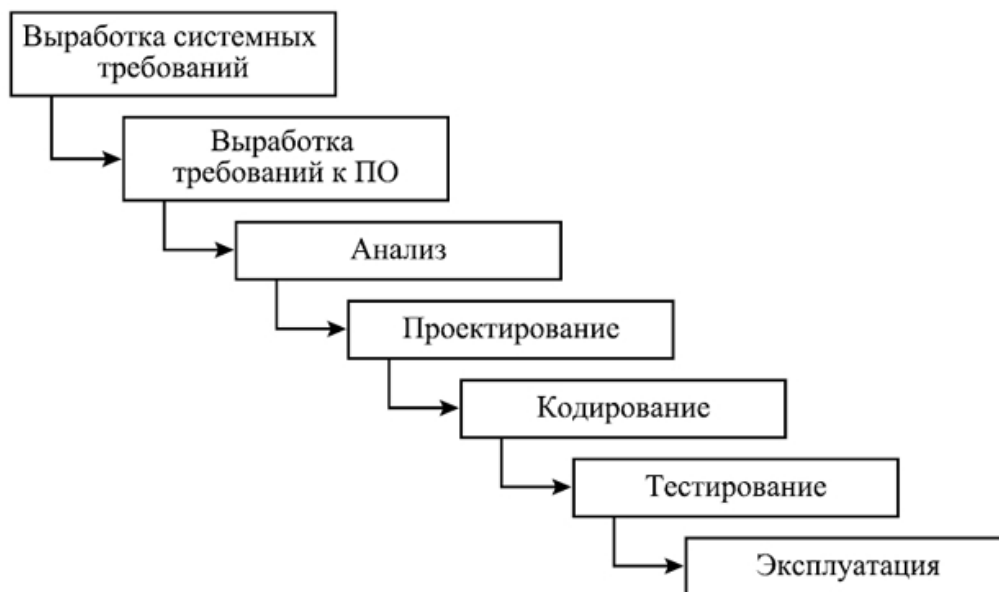 Выработка системных
требований
Выработка
требований к ПО
Анализ
Проектирование
Кодирование
Тестирование
Эксплуатация